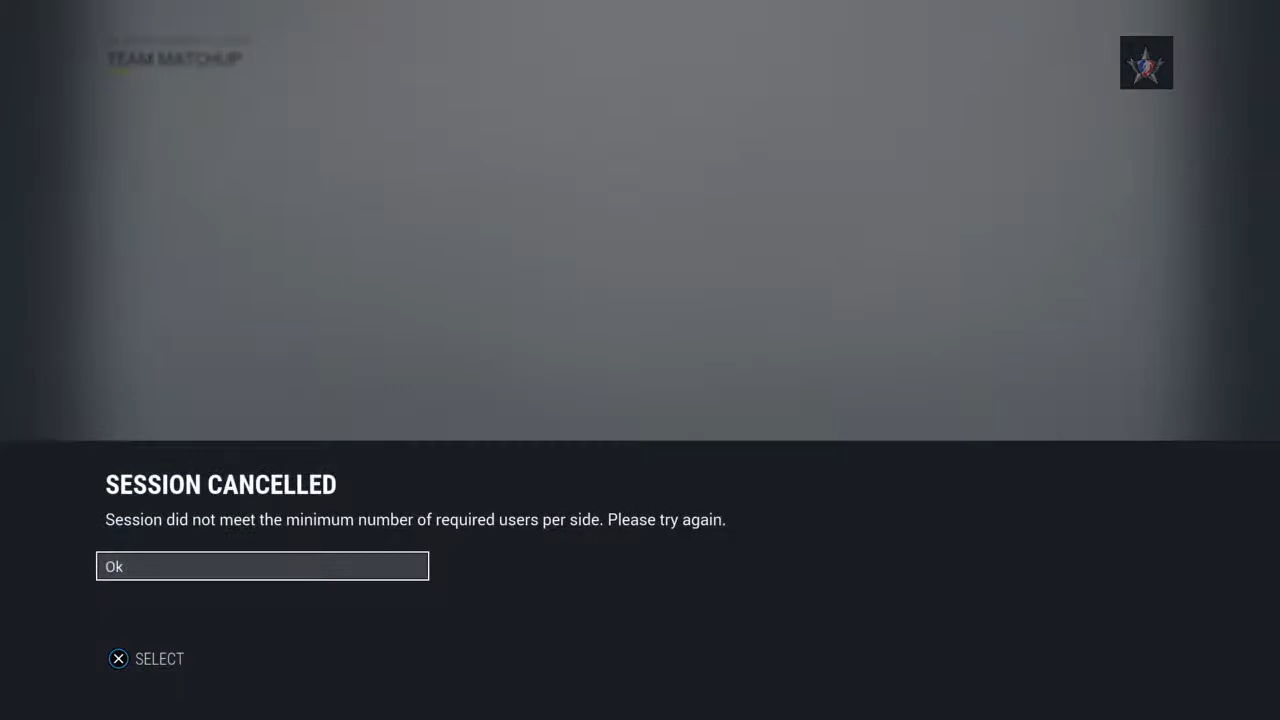 TEAM MATCHUP
SESSION CANCELLED
Session did not meet the minimum number of required users per side. Please try again.
Ok
SELECT